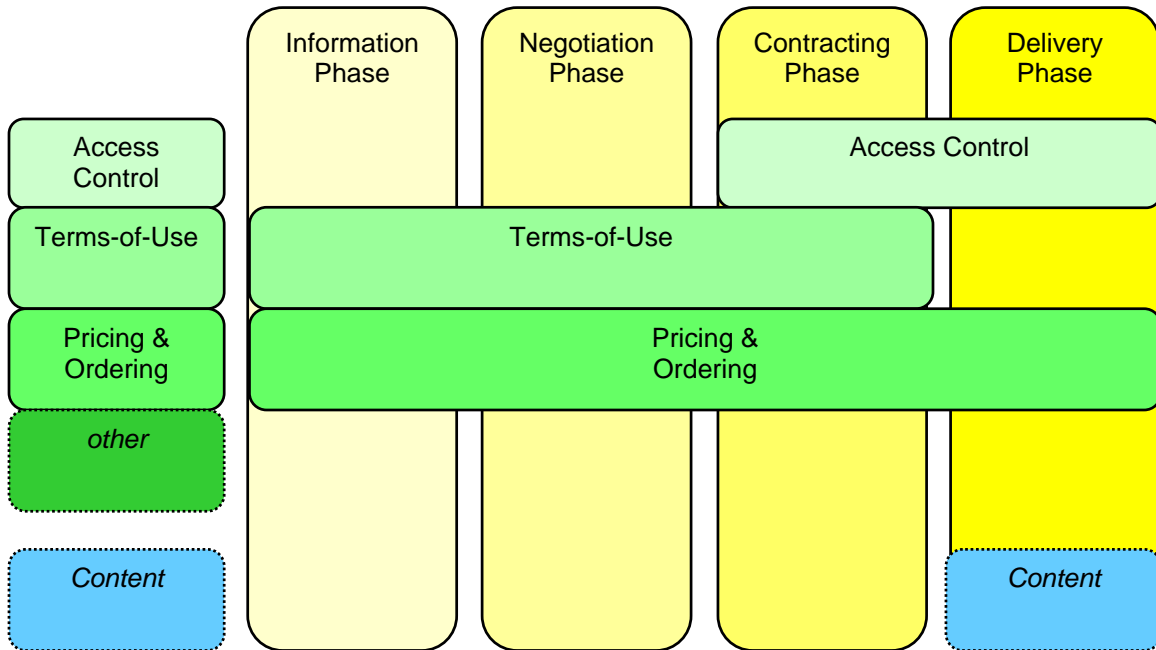 Information
Phase
Negotiation
Phase
Contracting
Phase
Delivery
Phase
Access
Control
Access Control
Terms-of-Use
Terms-of-Use
Pricing &
Ordering
Pricing &
Ordering
other
Content
Content